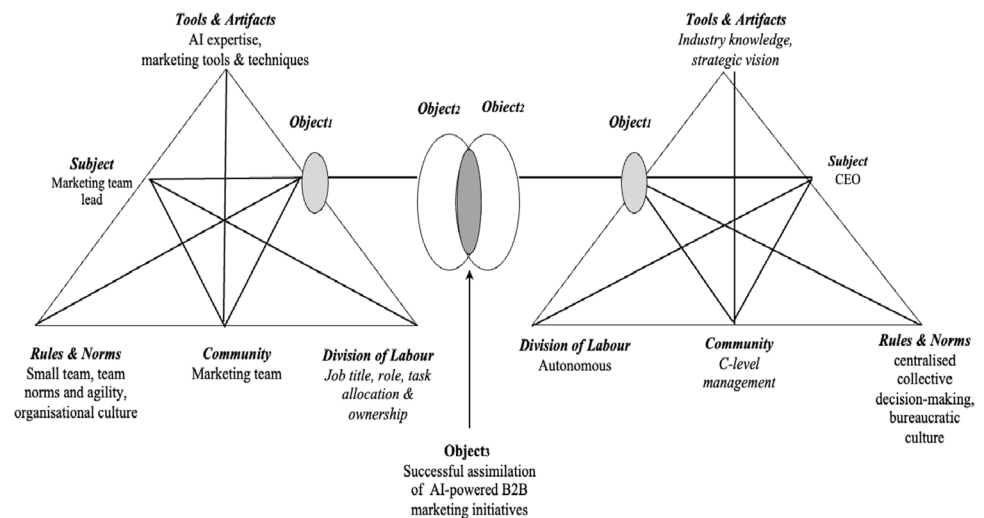 Tools & Artifacts
AI expertise,
marketing tools & techniques
Tools & Artifacts
Industry knowledge,
strategic vision
Object1
Object2
Obiect2
Object1
Subject
Marketing team
lead
Subject
CEO
Rules & Norms
Small team, team
norms and agility,
organisational culture
Community
Marketing team
Division of Labour
Job title, role, task
allocation &
ownership
Division of Labour
Autonomous
Community
C-level
management
Rules & Norms
centralised
collective
decision-making,
bureaucratic
culture
Object3
Successful assimilation
of AI-powered B2B
marketing initiatives